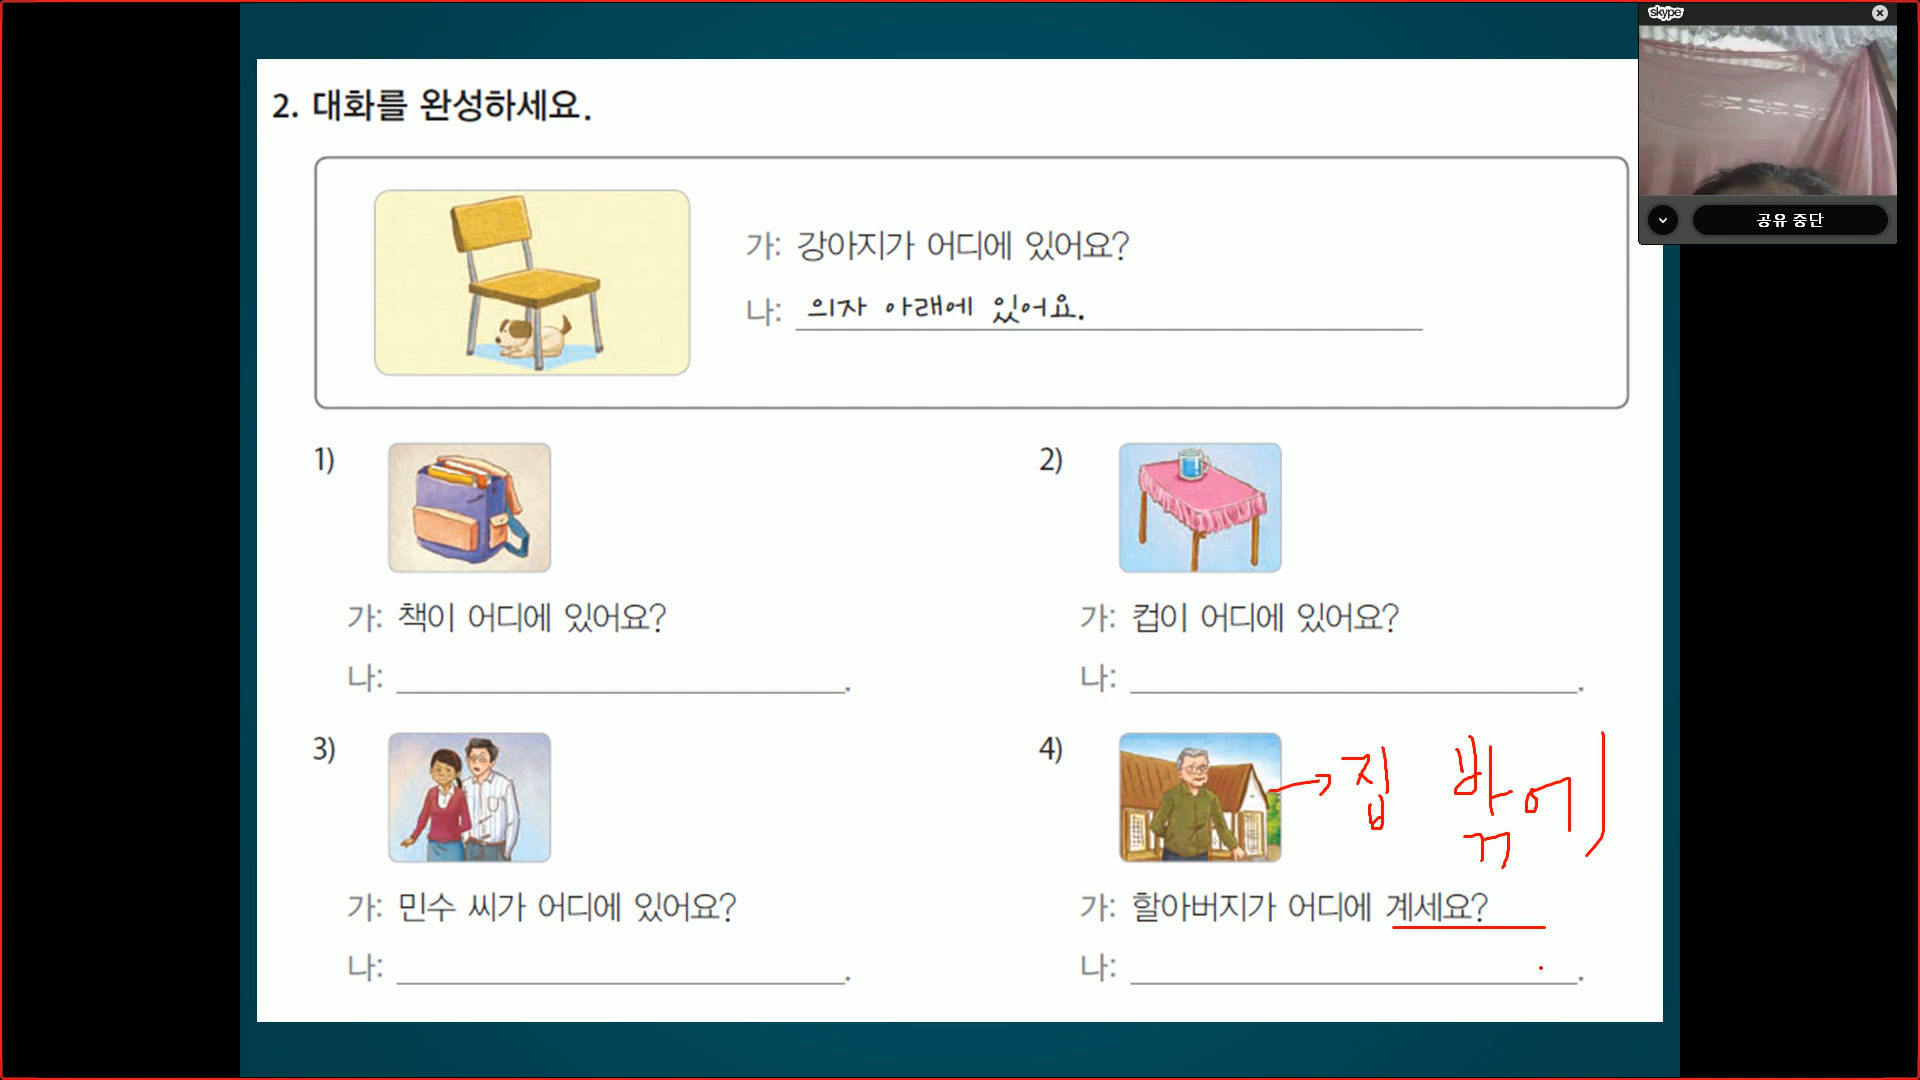 skype
공유 중단
2. 대화를 완성하세요.
가: 강아지가 어디에 있어요?
나: 의자 아래에 있어요.
1)
가: 책이 어디에 있어요?
나: .
2)
가: 컵이 어디에 있어요?
나: .
3)
가: 민수 씨가 어디에 있어요?
나: .
4)
집 밖에
가: 할아버지가 어디에 계세요?
나: .